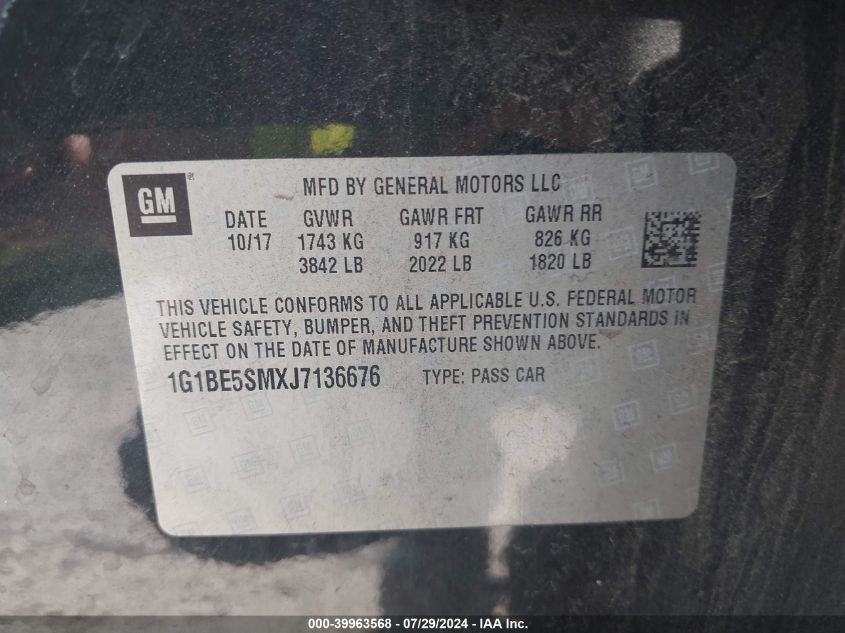 GM
MFD BY GENERAL MOTORS LLC
DATE GVWR GAWR FRT GAWR RR
10/17 1743 KG 917 KG 826 KG
3842 LB 2022 LB 1820 LB
THIS VEHICLE CONFORMS TO ALL APPLICABLE U.S. FEDERAL MOTOR
VEHICLE SAFETY, BUMPER, AND THEFT PREVENTION STANDARDS IN
EFFECT ON THE DATE OF MANUFACTURE SHOWN ABOVE.
1G1BE5SMXJ7136676 TYPE: PASS CAR
000-39963568 - 07/29/2024 - IAA Inc.